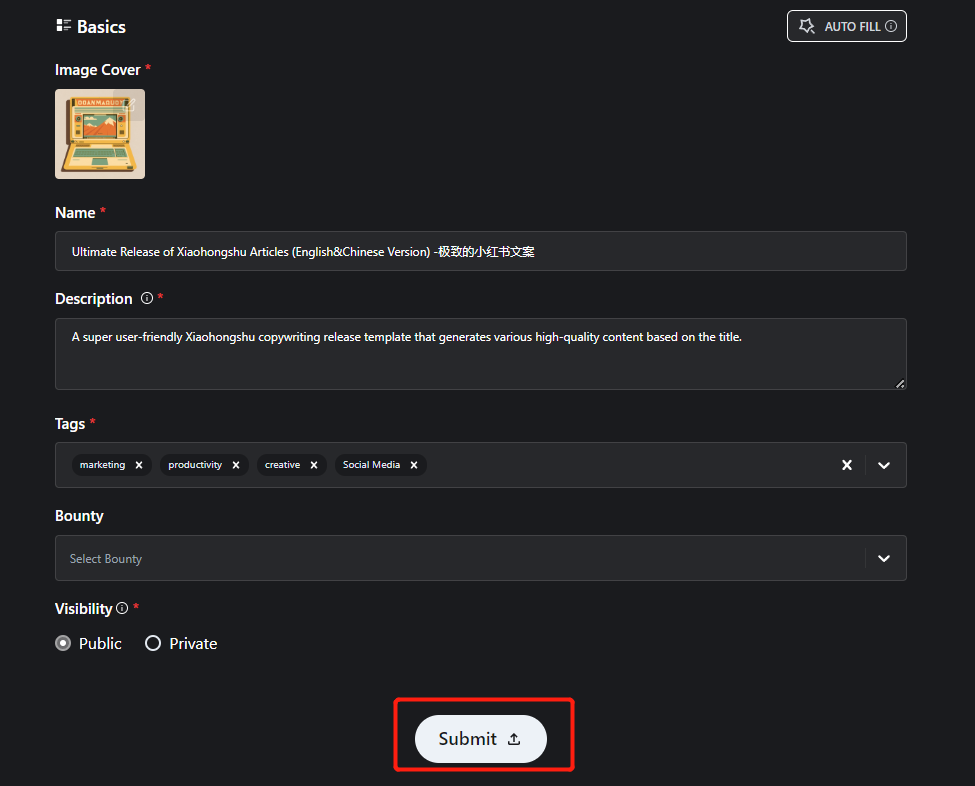 Basics
AUTO FILL
Image Cover *
Name *
Ultimate Release of Xiaohongshu Articles (English&Chinese Version) -极致的小红书文案
Description *
A super user-friendly Xiaohongshu copywriting release template that generates various high-quality content based on the title.
Tags *
marketing
productivity
creative
Social Media
Bounty
Select Bounty
Visibility *
Public
Private
Submit